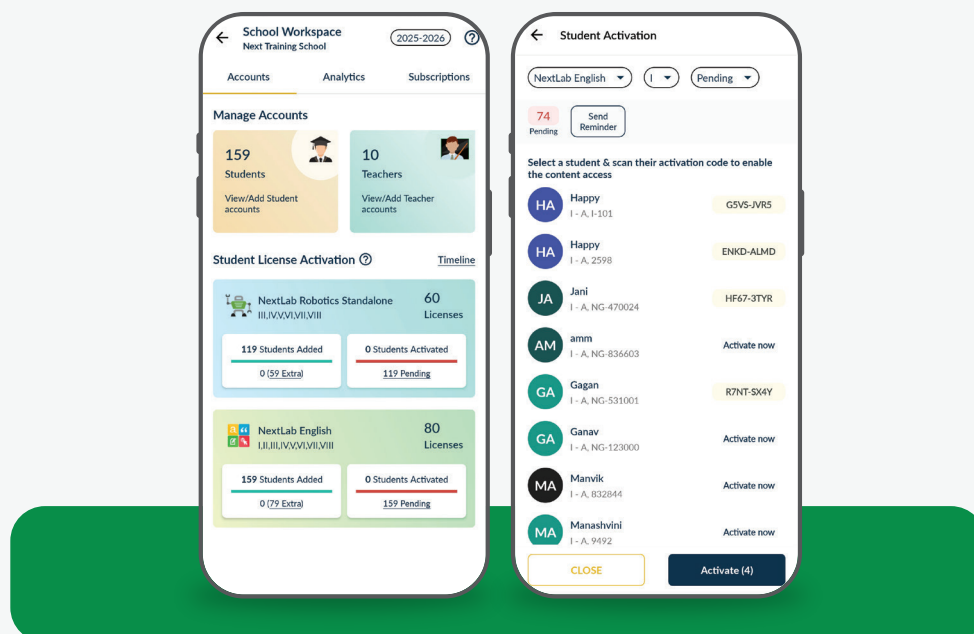 School Workspace
Next Training School
2025-2026
?
Accounts
Analytics
Subscriptions
Manage Accounts
159
Students
View/Add Student
accounts
10
Teachers
View/Add Teacher
accounts
Student License Activation ?
Timeline
NextLab Robotics Standalone
III,IV,V,VI,VII,VIII
60
Licenses
119 Students Added
0 (59 Extra)
0 Students Activated
119 Pending
NextLab English
I,II,III,IV,V,VI,VII,VIII
80
Licenses
159 Students Added
0 (79 Extra)
0 Students Activated
159 Pending
Student Activation
NextLab English
I
Pending
74
Pending
Send
Reminder
Select a student & scan their activation code to enable
the content access
HA
Happy
I - A, I-101
G5VS-JVR5
HA
Happy
I - A, 2598
ENKD-ALMD
JA
Jani
I - A, NG-470024
HF67-3TYR
AM
amm
I - A, NG-836603
Activate now
GA
Gagan
I - A, NG-531001
R7NT-SX4Y
GA
Ganav
I - A, NG-123000
Activate now
MA
Manvik
I - A, 832844
Activate now
MA
Manashvini
I - A, 9492
Activate now
CLOSE
Activate (4)